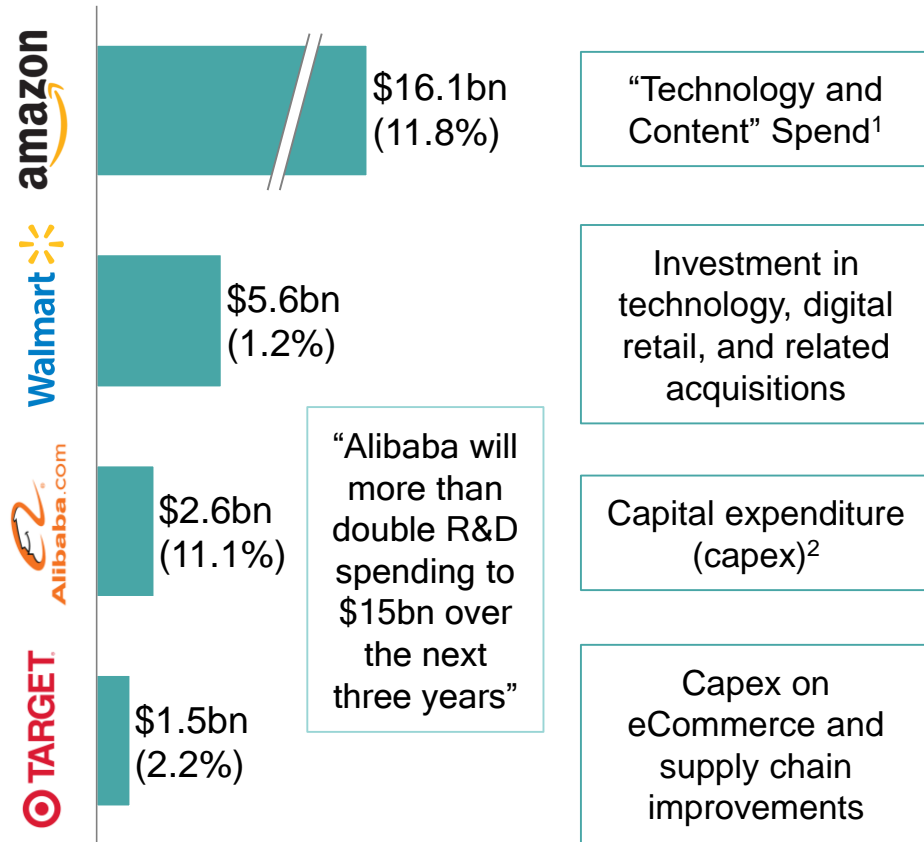 amazon
$16.1bn
(11.8%)
“Technology and
Content” Spend¹
Walmart
$5.6bn
(1.2%)
Investment in
technology, digital
retail, and related
acquisitions
Alibaba.com
$2.6bn
(11.1%)
“Alibaba will
more than
double R&D
spending to
$15bn over
the next
three years”
Capital expenditure
(capex)²
TARGET
$1.5bn
(2.2%)
Capex on
eCommerce and
supply chain
improvements